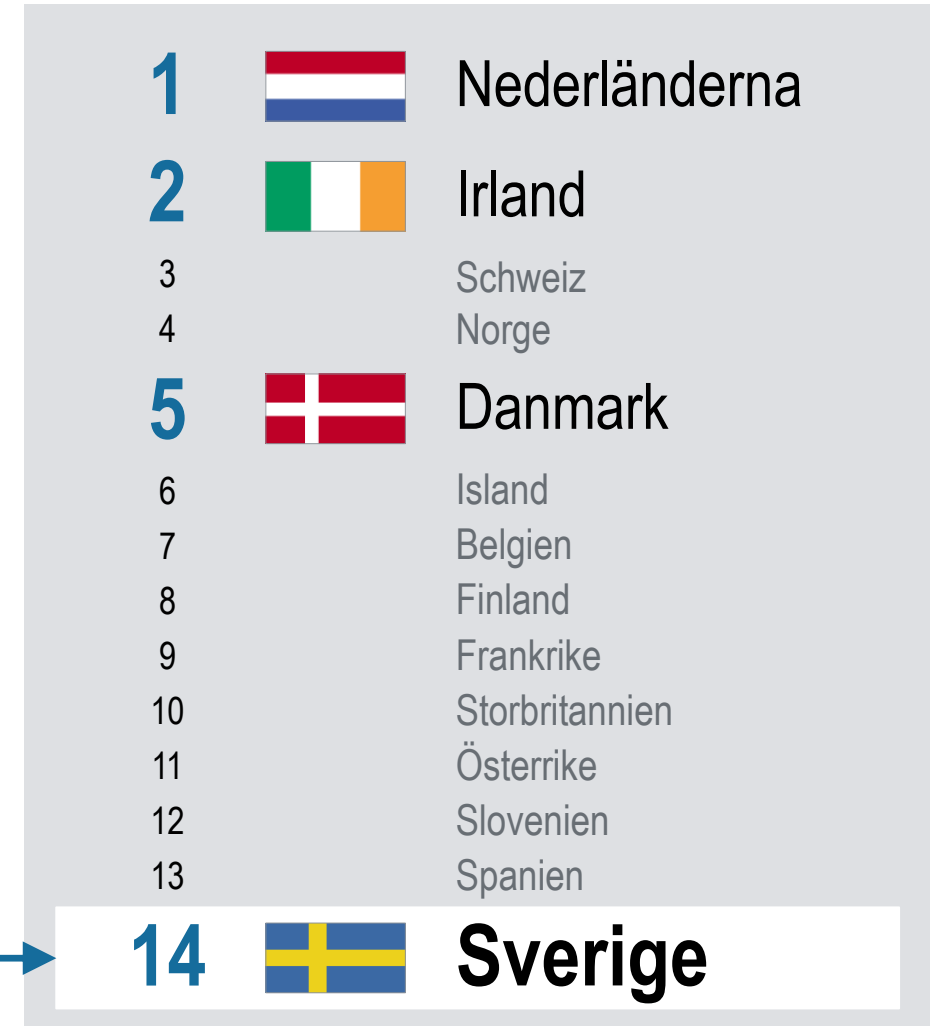 1 Nederländerna
2 Irland
3 Schweiz
4 Norge
5 Danmark
6 Island
7 Belgien
8 Finland
9 Frankrike
10 Storbritannien
11 Österrike
12 Slovenien
13 Spanien
14 Sverige